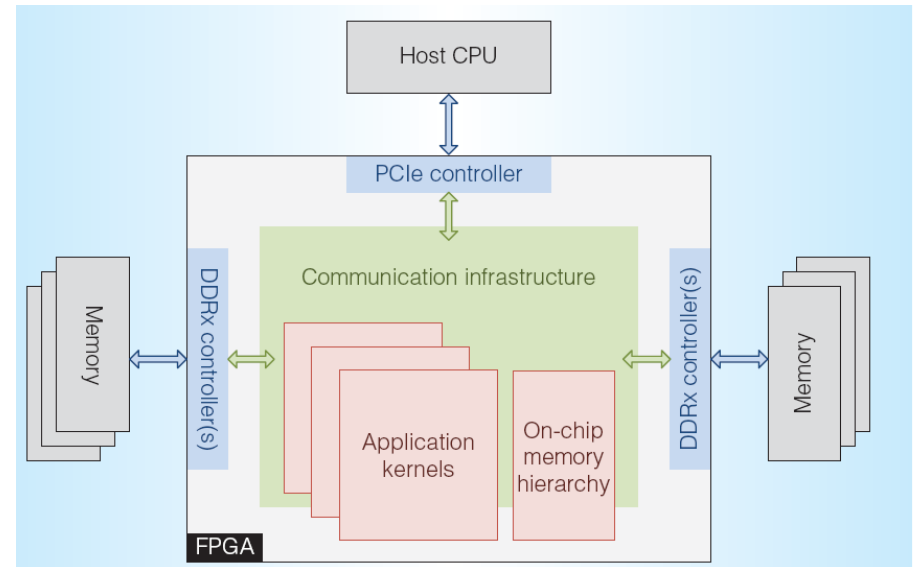 Host CPU
PCIe controller
Communication infrastructure
Memory
DDRx controller(s)
DDRx controller(s)
Memory
Application
kernels
On-chip
memory
hierarchy
FPGA